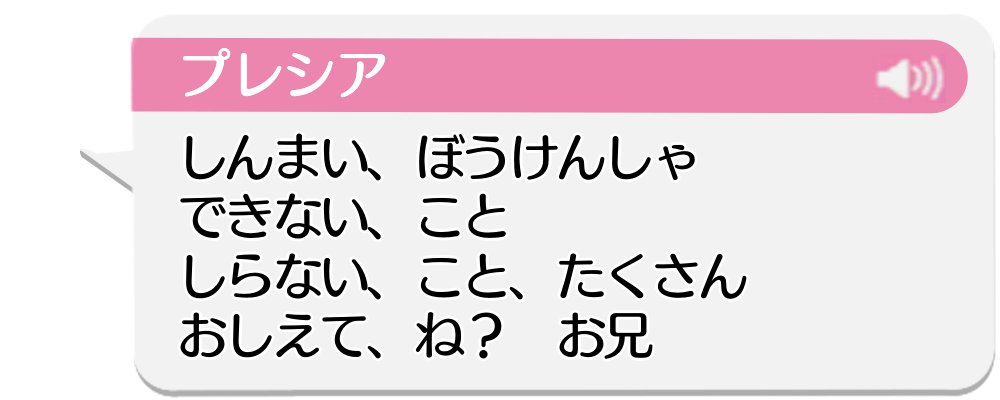 プレシア
しんまい、ぼうけんしゃ
できない、こと
しらない、こと、たくさん
おしえて、ね？　お兄